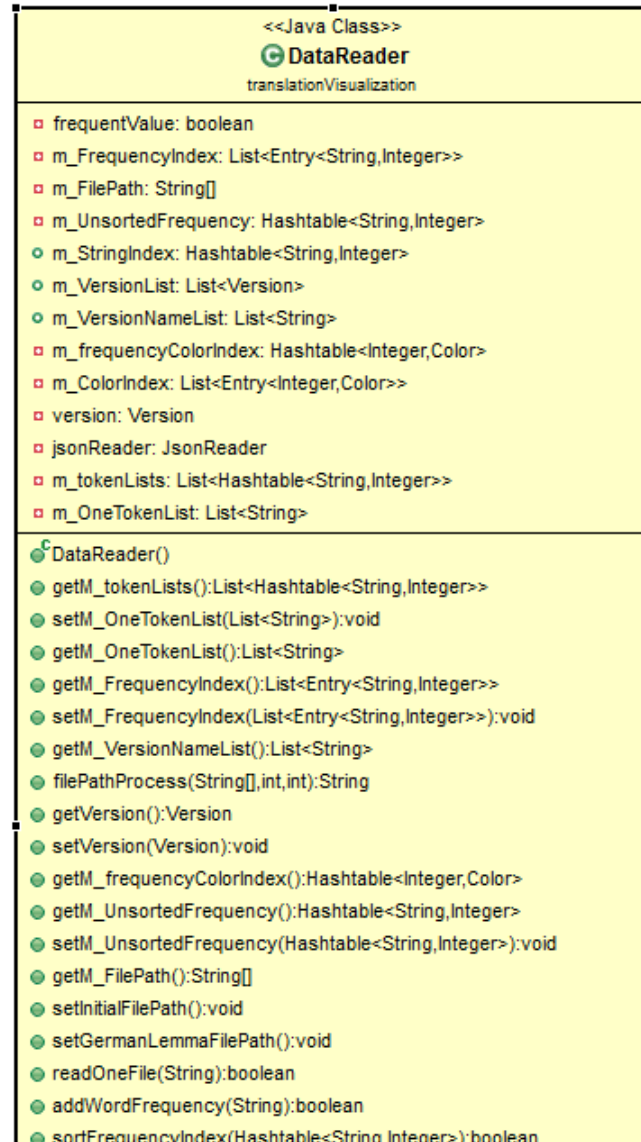 <<Java Class>>
C DataReader
translationVisualization
frequentValue: boolean
m_FrequencyIndex: List<Entry<String,Integer>>
m_FilePath: String[]
m_UnsortedFrequency: Hashtable<String,Integer>
m_StringIndex: Hashtable<String,Integer>
m_VersionList: List<Version>
m_VersionNameList: List<String>
m_frequencyColorIndex: Hashtable<Integer,Color>
m_ColorIndex: List<Entry<Integer,Color>>
version: Version
jsonReader: JsonReader
m_tokenLists: List<Hashtable<String,Integer>>
m_OneTokenList: List<String>
c DataReader()
getM_tokenLists():List<Hashtable<String,Integer>>
setM_OneTokenList(List<String>):void
getM_OneTokenList():List<String>
getM_FrequencyIndex():List<Entry<String,Integer>>
setM_FrequencyIndex(List<Entry<String,Integer>>):void
getM_VersionNameList():List<String>
filePathProcess(String[],int,int):String
getVersion():Version
setVersion(Version):void
getM_frequencyColorIndex():Hashtable<Integer,Color>
getM_UnsortedFrequency():Hashtable<String,Integer>
setM_UnsortedFrequency(Hashtable<String,Integer>):void
getM_FilePath():String[]
setInitialFilePath():void
setGermanLemmaFilePath():void
readOneFile(String):boolean
addWordFrequency(String):boolean
sortFrequencyIndex(Hashtable<String,Integer>):boolean